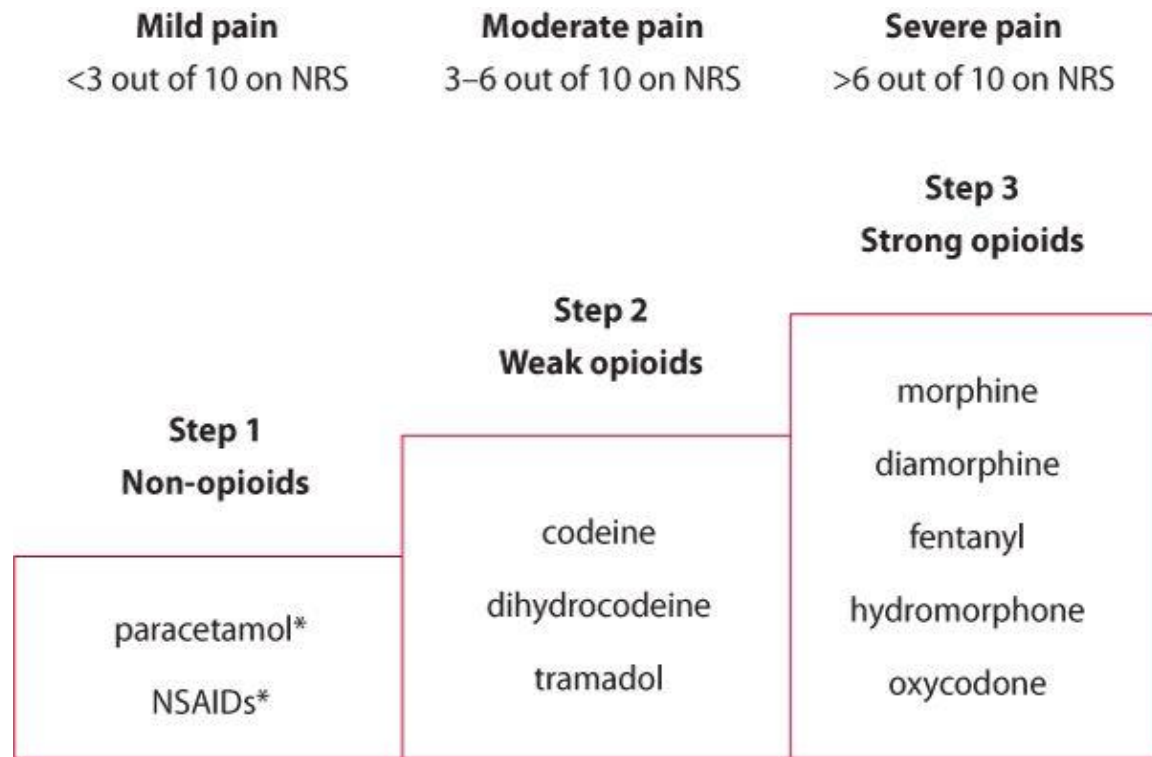 Mild pain
<3 out of 10 on NRS
Moderate pain
3–6 out of 10 on NRS
Severe pain
>6 out of 10 on NRS
Step 1
Non-opioids
paracetamol*
NSAIDs*
Step 2
Weak opioids
codeine
dihydrocodeine
tramadol
Step 3
Strong opioids
morphine
diamorphine
fentanyl
hydromorphone
oxycodone